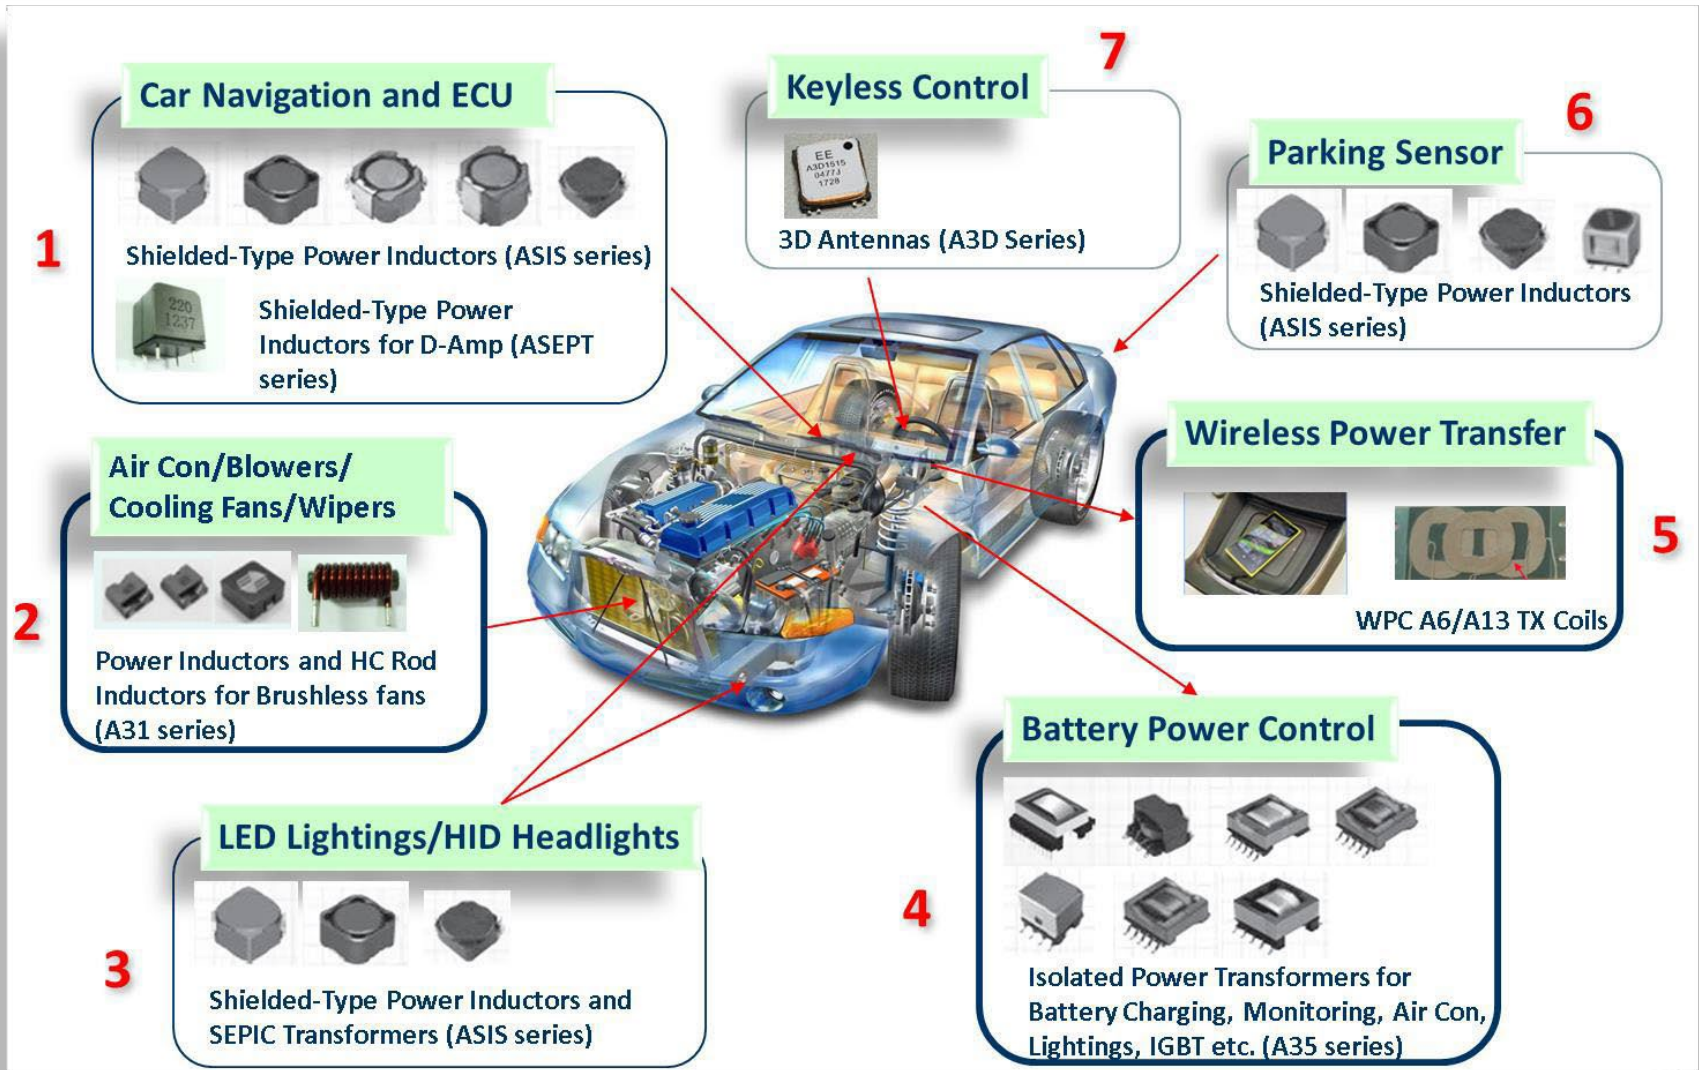 7
Car Navigation and ECU
Keyless Control
6
Parking Sensor
EE
A3D1515
0477J
1728
3D Antennas (A3D Series)
1
Shielded-Type Power Inductors (ASIS series)
220
1237
Shielded-Type Power
Inductors for D-Amp (ASEPT
series)
Shielded-Type Power Inductors
(ASIS series)
Wireless Power Transfer
5
WPC A6/A13 TX Coils
Air Con/Blowers/
Cooling Fans/Wipers
2
Power Inductors and HC Rod
Inductors for Brushless fans
(A31 series)
Battery Power Control
4
Isolated Power Transformers for
Battery Charging, Monitoring, Air Con,
Lightings, IGBT etc. (A35 series)
LED Lightings/HID Headlights
3
Shielded-Type Power Inductors and
SEPIC Transformers (ASIS series)